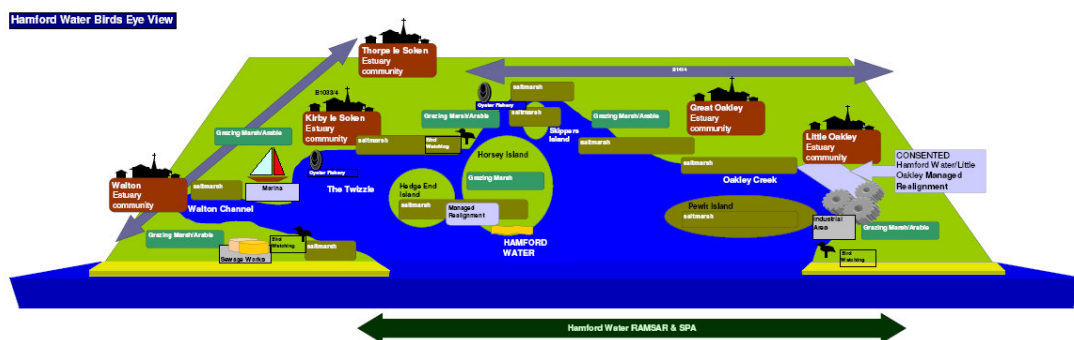 Hamford Water Birds Eye View
Thorpe le Soken
Estuary
community
B1414
B1033/4
Oyster Fishery
saltmarsh
Grazing Marsh/Arable
saltmarsh
Grazing Marsh/Arable
Great Oakley
Estuary
community
Kirby le Soken
Estuary
community
Skippers
Island
Little Oakley
Estuary
community
Grazing Marsh/Arable
saltmarsh
Bird
Watching
saltmarsh
Horsey Island
CONSENTED
Hamford Water/Little
Oakley Managed
Realignment
Walton
Estuary
community
saltmarsh
Marina
Oyster Fishery
The Twizzle
Grazing Marsh
saltmarsh
Oakley Creek
Hedge End
Island
saltmarsh
Managed
Realignment
saltmarsh
Walton Channel
Pewit Island
saltmarsh
Industrial
Area
Grazing Marsh/Arable
Grazing Marsh/Arable
Bird
Watching
saltmarsh
Sewage Works
HAMFORD
WATER
Bird
Watching
Hamford Water RAMSAR & SPA